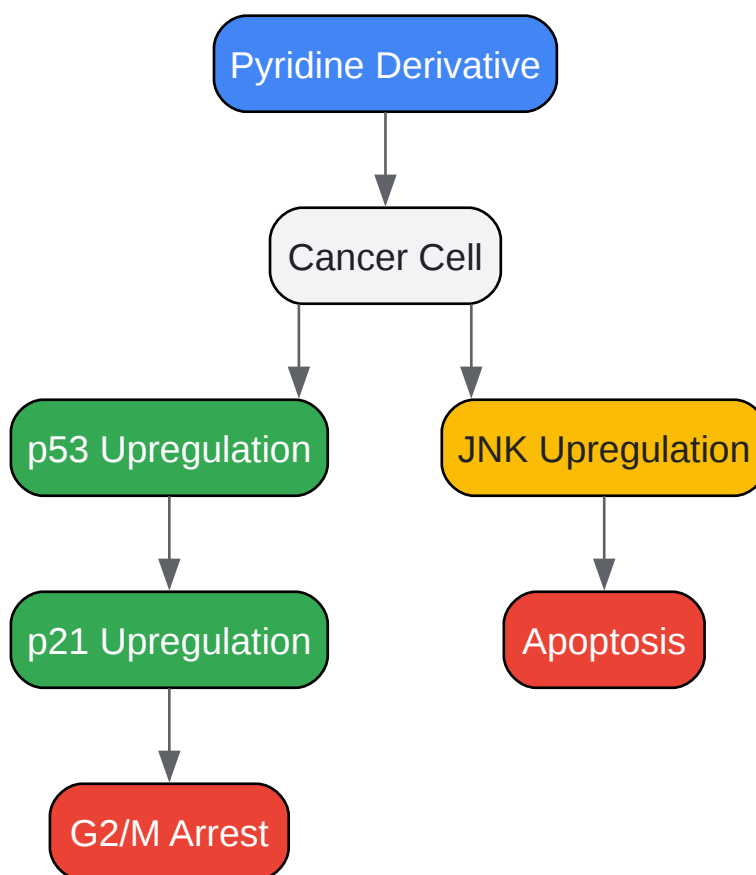 Pyridine Derivative
Cancer Cell
p53 Upregulation
JNK Upregulation
p21 Upregulation
Apoptosis
G2/M Arrest